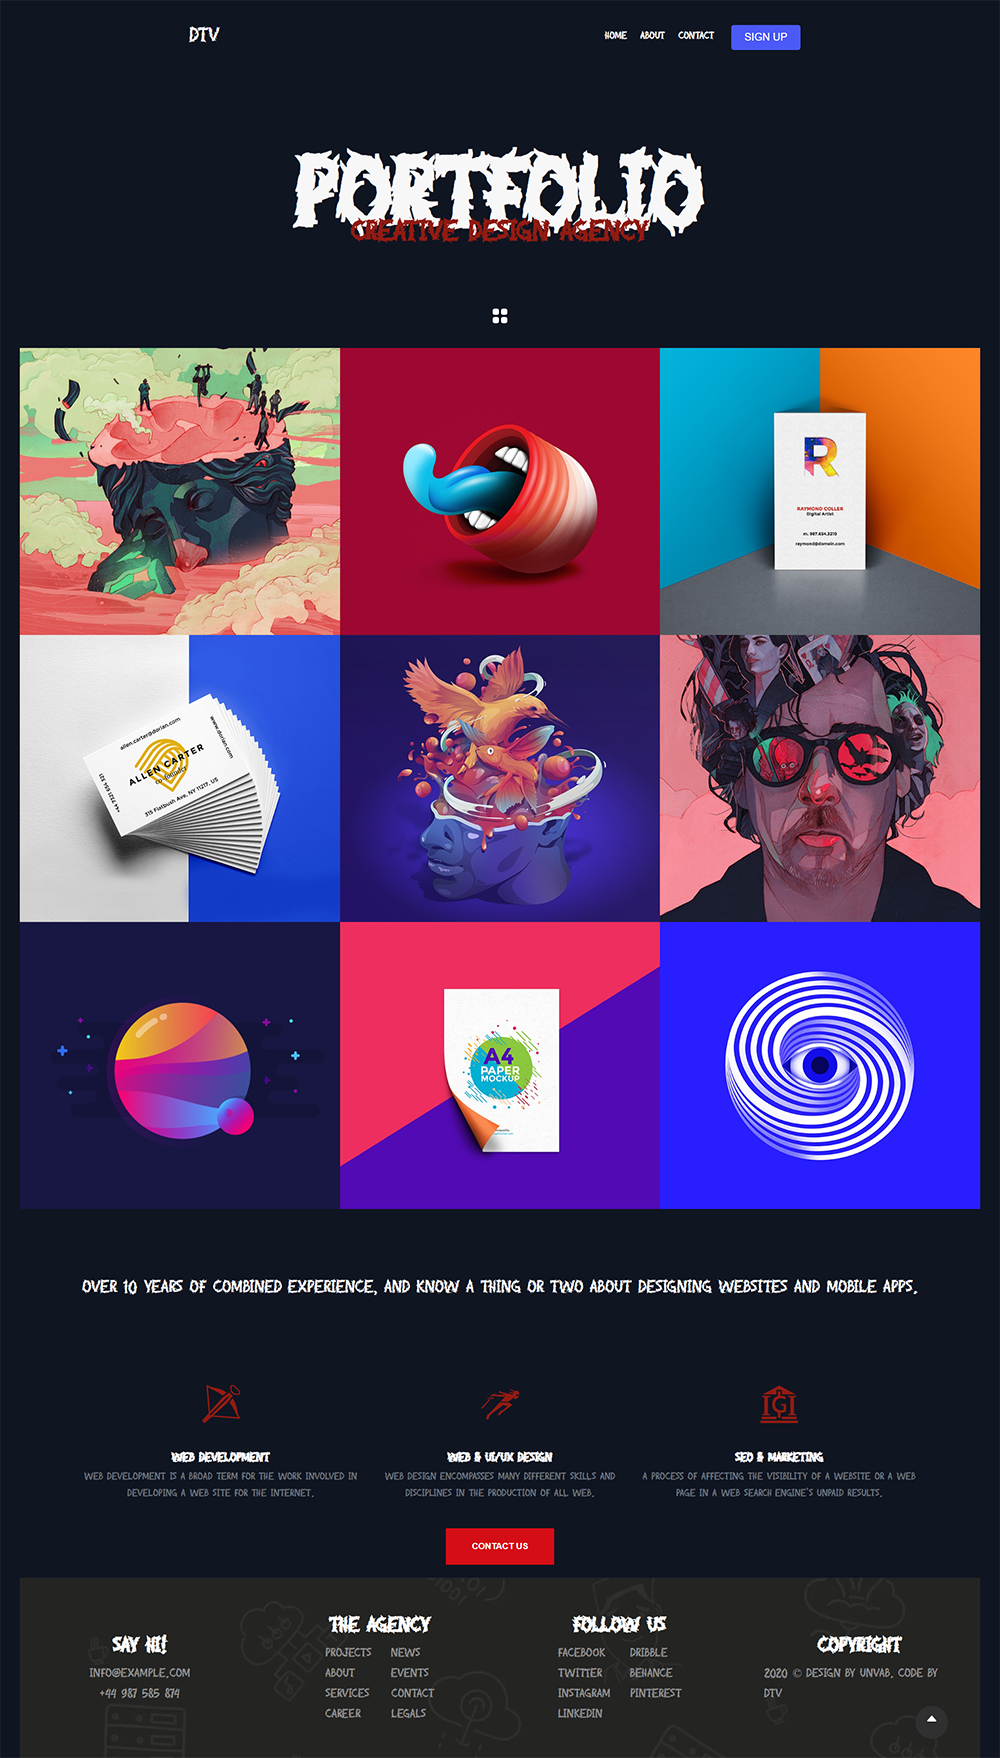 DTV
HOME ABOUT CONTACT SIGN UP
PORTFOLIO
CREATIVE DESIGN AGENCY
R
RAYMOND COLLER
Digital Artist
m. 987.654.3210
raymond@domain.com
allen.carter@dorian.com
www.dorian.com
ALLEN CARTER
co-founder
+44 7321 654 321
375 Flatbush Ave, NY 11217, US
A4
PAPER
MOCKUP
OVER 10 YEARS OF COMBINED EXPERIENCE, AND KNOW A THING OR TWO ABOUT DESIGNING WEBSITES AND MOBILE APPS.
WEB DEVELOPMENT
WEB DEVELOPMENT IS A BROAD TERM FOR THE WORK INVOLVED IN
DEVELOPING A WEB SITE FOR THE INTERNET.
WEB & UI/UX DESIGN
WEB DESIGN ENCOMPASSES MANY DIFFERENT SKILLS AND
DISCIPLINES IN THE PRODUCTION OF ALL WEB.
SEO & MARKETING
A PROCESS OF AFFECTING THE VISIBILITY OF A WEBSITE OR A WEB
PAGE IN A WEB SEARCH ENGINE'S UNPAID RESULTS.
CONTACT US
SAY HI!
INFO@EXAMPLE.COM
+44 987 585 874
THE AGENCY
PROJECTS NEWS
ABOUT EVENTS
SERVICES CONTACT
CAREER LEGALS
FOLLOW US
FACEBOOK DRIBBLE
TWITTER BEHANCE
INSTAGRAM PINTEREST
LINKEDIN
COPYRIGHT
2020 © DESIGN BY UNVAB. CODE BY
DTV